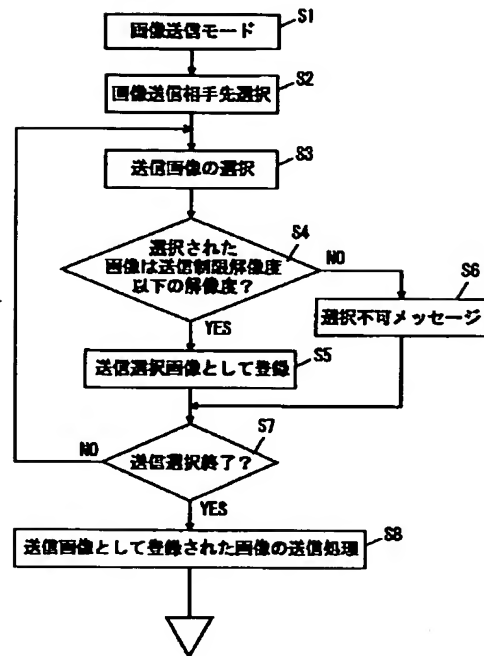 S1
画像送信モード
S2
画像送信相手先選択
S3
送信画像の選択
S4
選択された
画像は送信制限解像度
以下の解像度？
NO
YES
S6
選択不可メッセージ
送信選択画像として登録
S5
S7
NO
送信選択終了？
YES
S8
送信画像として登録された画像の送信処理